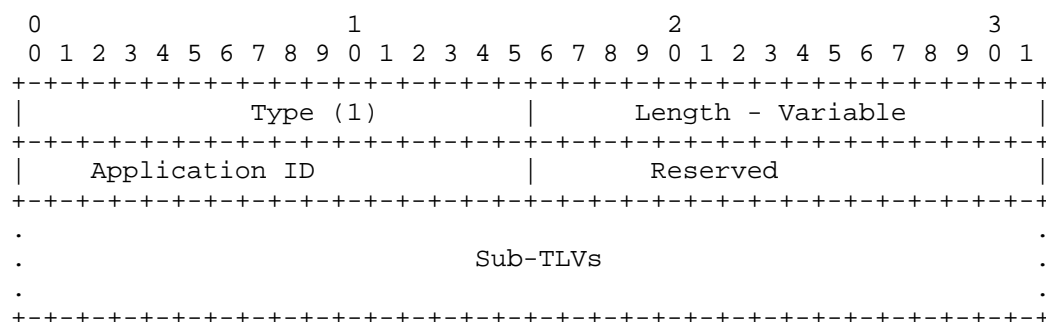 0                   1                   2                   3
 0 1 2 3 4 5 6 7 8 9 0 1 2 3 4 5 6 7 8 9 0 1 2 3 4 5 6 7 8 9 0 1
+-+-+-+-+-+-+-+-+-+-+-+-+-+-+-+-+-+-+-+-+-+-+-+-+-+-+-+-+-+-+-+-+
|              Type (1)         |      Length - Variable        |
+-+-+-+-+-+-+-+-+-+-+-+-+-+-+-+-+-+-+-+-+-+-+-+-+-+-+-+-+-+-+-+-+
|    Application ID             |       Reserved                |
+-+-+-+-+-+-+-+-+-+-+-+-+-+-+-+-+-+-+-+-+-+-+-+-+-+-+-+-+-+-+-+-+
.                                                               .
.                            Sub-TLVs                           .
.                                                               .
+-+-+-+-+-+-+-+-+-+-+-+-+-+-+-+-+-+-+-+-+-+-+-+-+-+-+-+-+-+-+-+-+